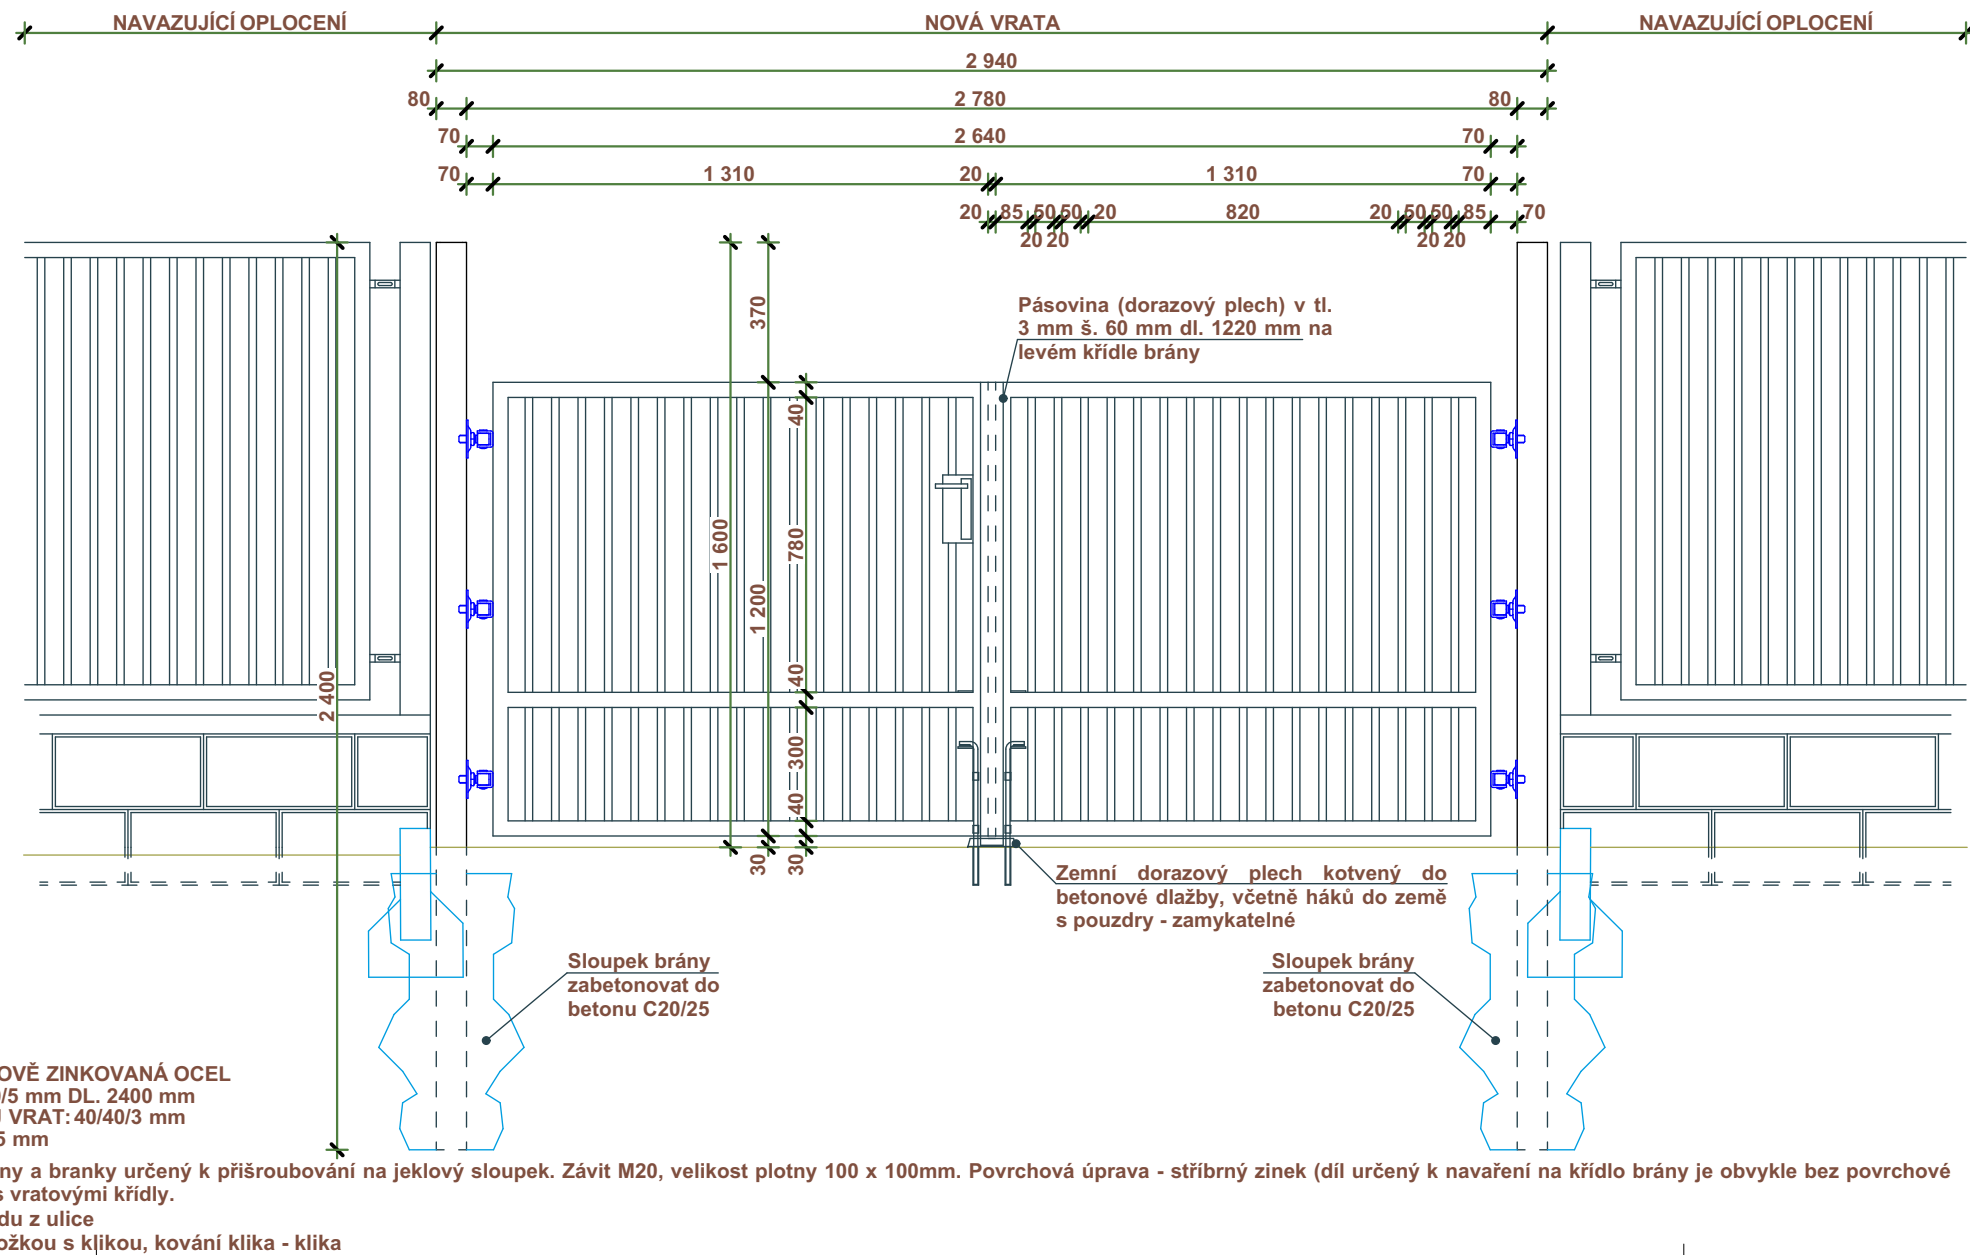 NAVAZUJÍCÍ OPLOCENÍ NOVÁ VRATA NAVAZUJÍCÍ OPLOCENÍ
2 940
80 2 780 80
70 2 640 70
70 1 310 20 1 310 70
20 85 50 50 20 820 20 50 50 85 70
20 20 20 20
370
Pásovina (dorazový plech) v tl.
3 mm š. 60 mm dl. 1220 mm na
levém křídle brány
40
1 600
780
1 200
40
2 400
300
40
30
30
Zemní dorazový plech kotvený do
betonové dlažby, včetně háků do země
s pouzdry - zamykatelné
Sloupek brány
zabetonovat do
betonu C20/25
Sloupek brány
zabetonovat do
betonu C20/25
OVĚ ZINKOVANÁ OCEL
/5 mm DL. 2400 mm
VRAT: 40/40/3 mm
5 mm
ny a branky určený k přišroubování na jeklový sloupek. Závit M20, velikost plotny 100 x 100mm. Povrchová úprava - stříbrný zinek (díl určený k navaření na křídlo brány je obvykle bez povrchové
s vratovými křídly.
du z ulice
ožkou s klikou, kování klika - klika